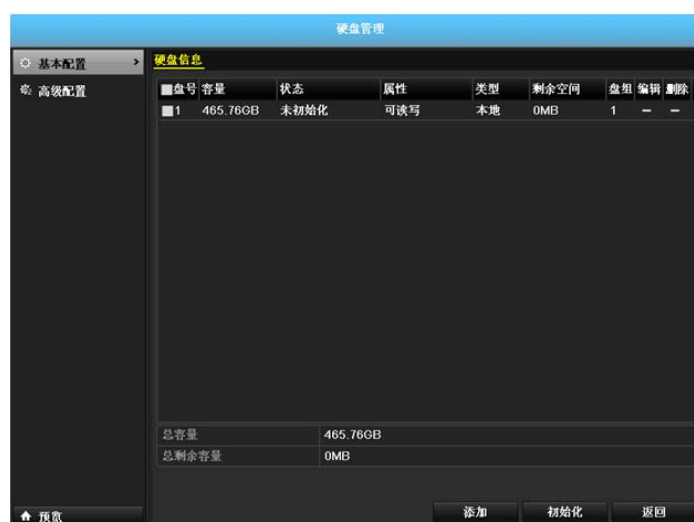 硬盘管理
基本配置 >
高级配置
硬盘信息
盘号 容量 状态 属性 类型 剩余空间 盘组 编辑 删除
1 465.76GB 未初始化 可读写 本地 0MB 1 — —
总容量 465.76GB
总剩余容量 0MB
添加 初始化 返回
预览